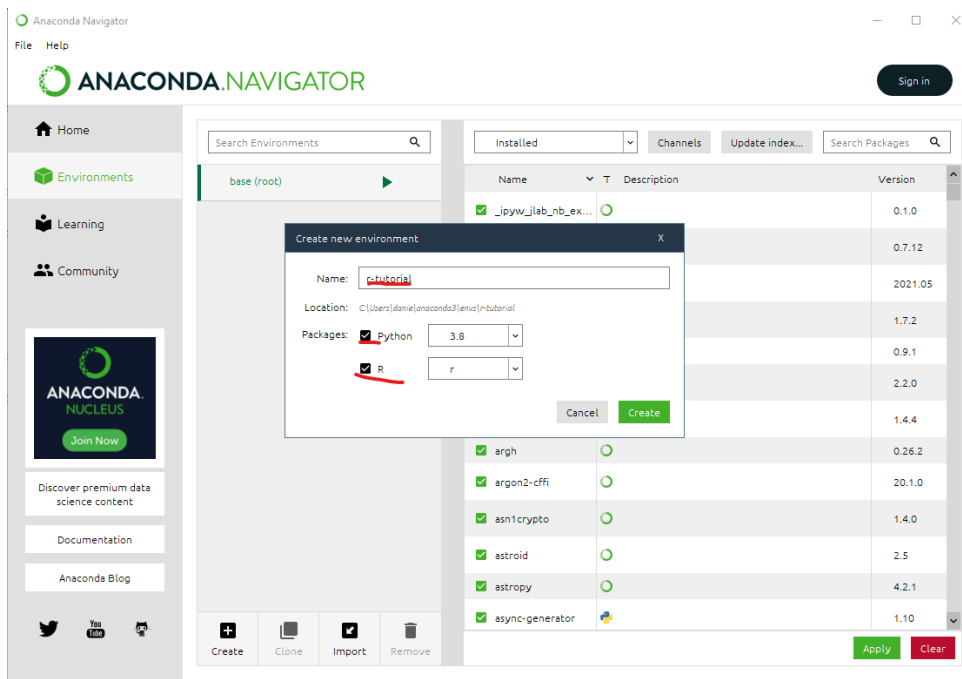 Anaconda Navigator
File Help
ANACONDA.NAVIGATOR
Sign in
Home
Environments
Learning
Community
ANACONDA.
NUCLEUS
Join Now
Discover premium data
science content
Documentation
Anaconda Blog
You
Tube
Search Environments
base (root)
Create
Clone
Import
Remove
Installed
Channels
Update index...
Search Packages
Name T Description Version
_ipyw_jlab_nb_ex... 0.1.0
0.7.12
2021.05
1.7.2
0.9.1
2.2.0
1.4.4
argh 0.26.2
argon2-cffi 20.1.0
asn1crypto 1.4.0
astroid 2.5
astropy 4.2.1
async-generator 1.10
Apply
Clear
Create new environment X
Name: r-tutorial
Location: C:\Users\danie\anaconda3\envs\r-tutorial
Packages: Python 3.8
R r
Cancel
Create